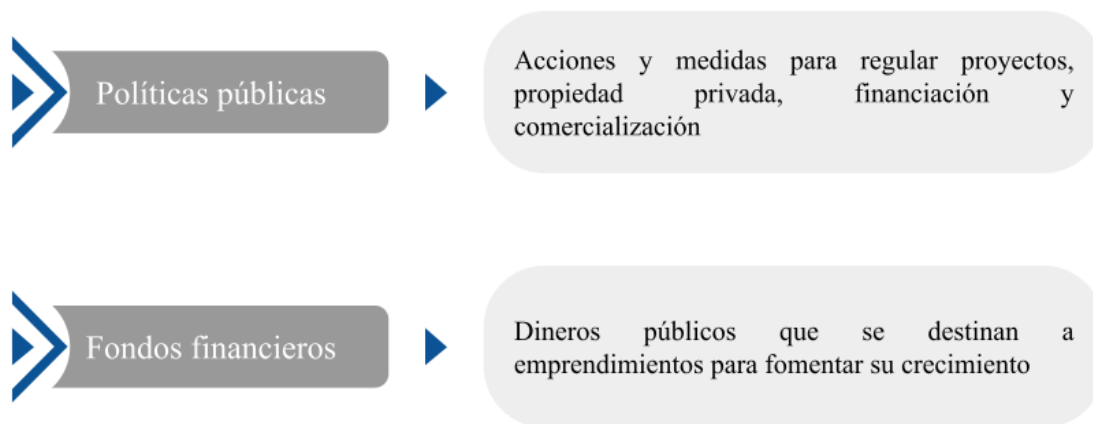 Políticas públicas
Acciones y medidas para regular proyectos,
propiedad privada, financiación y
comercialización
Fondos financieros
Dineros públicos que se destinan a
emprendimientos para fomentar su crecimiento